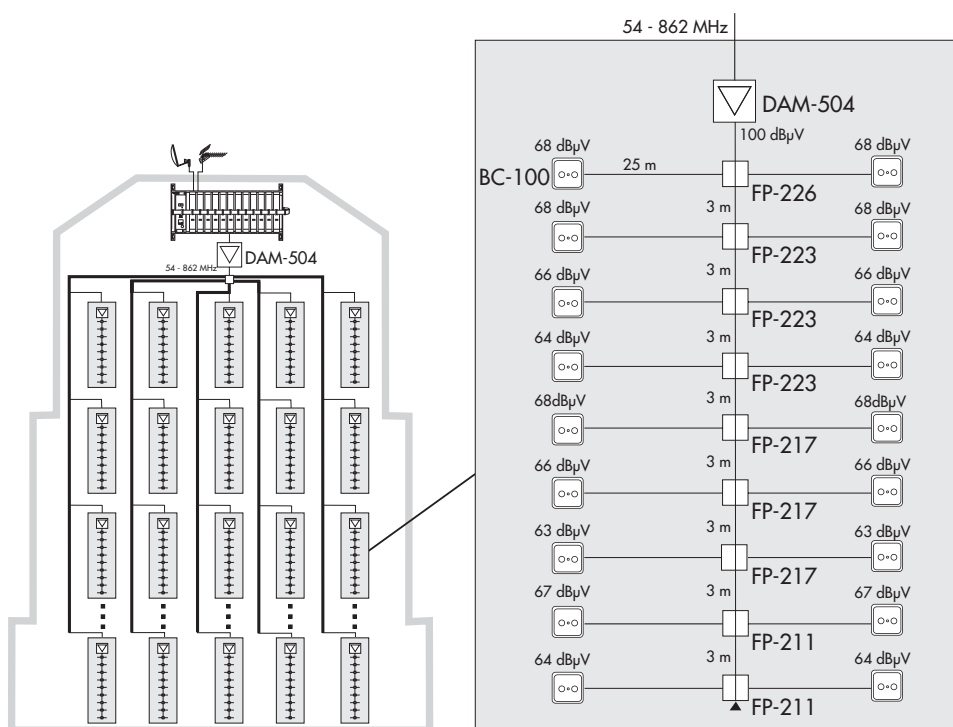 54 - 862 MHz
DAM-504
100 dBµV
68 dBµV
68 dBµV
BC-100
25 m
FP-226
3 m
68 dBµV
68 dBµV
FP-223
3 m
66 dBµV
66 dBµV
FP-223
3 m
64 dBµV
64 dBµV
FP-223
3 m
68dBµV
68dBµV
FP-217
3 m
66 dBµV
66 dBµV
FP-217
3 m
63 dBµV
63 dBµV
FP-217
3 m
67 dBµV
67 dBµV
FP-211
3 m
64 dBµV
64 dBµV
FP-211
DAM-504
54 - 862 MHz